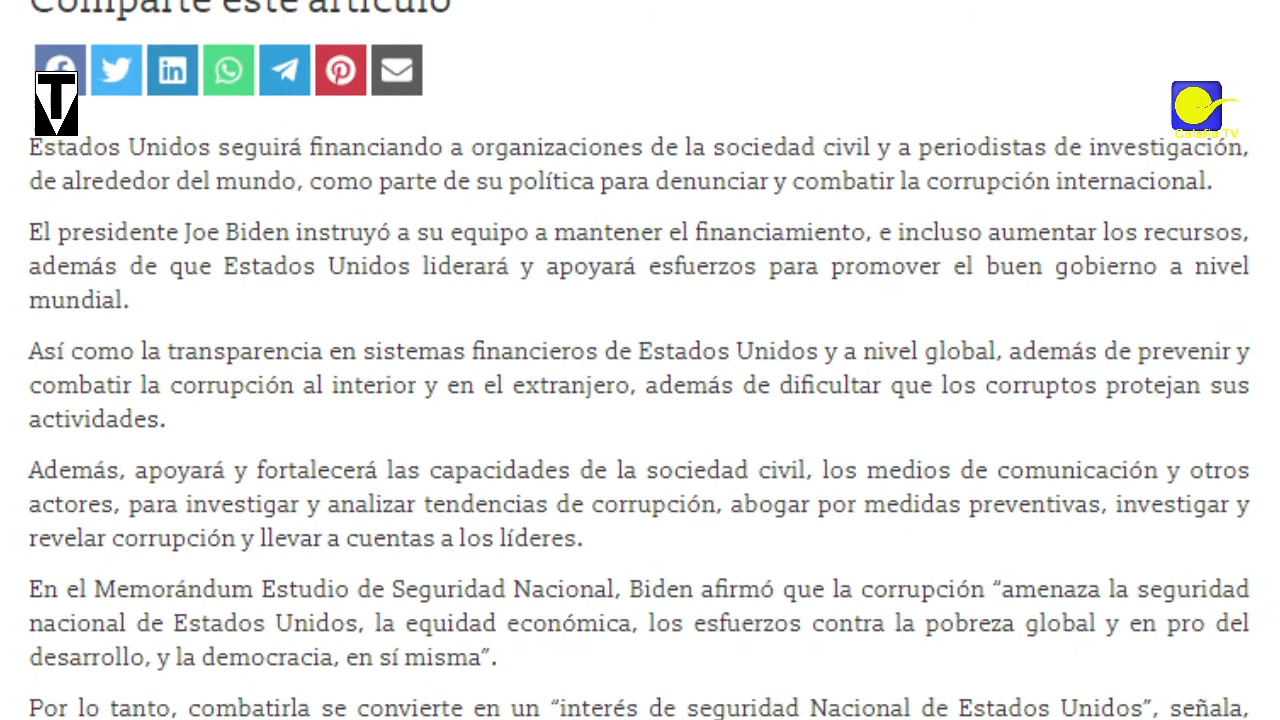 Comparte este artículo
T
Calafia TV
Estados Unidos seguirá financiando a organizaciones de la sociedad civil y a periodistas de investigación,
de alrededor del mundo, como parte de su política para denunciar y combatir la corrupción internacional.
El presidente Joe Biden instruyó a su equipo a mantener el financiamiento, e incluso aumentar los recursos,
además de que Estados Unidos liderará y apoyará esfuerzos para promover el buen gobierno a nivel
mundial.
Así como la transparencia en sistemas financieros de Estados Unidos y a nivel global, además de prevenir y
combatir la corrupción al interior y en el extranjero, además de dificultar que los corruptos protejan sus
actividades.
Además, apoyará y fortalecerá las capacidades de la sociedad civil, los medios de comunicación y otros
actores, para investigar y analizar tendencias de corrupción, abogar por medidas preventivas, investigar y
revelar corrupción y llevar a cuentas a los líderes.
En el Memorándum Estudio de Seguridad Nacional, Biden afirmó que la corrupción “amenaza la seguridad
nacional de Estados Unidos, la equidad económica, los esfuerzos contra la pobreza global y en pro del
desarrollo, y la democracia, en sí misma”.
Por lo tanto, combatirla se convierte en un “interés de seguridad Nacional de Estados Unidos”, señala,